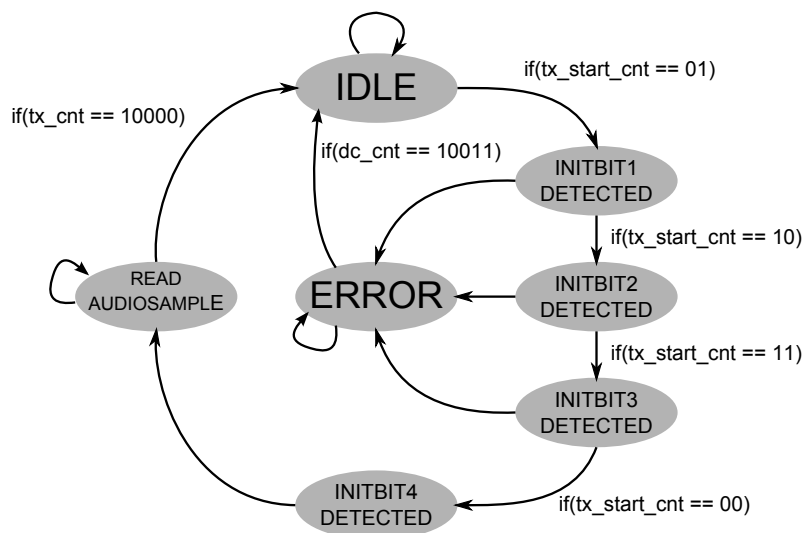 if(tx_start_cnt == 01)
IDLE
if(tx_cnt == 10000)
if(dc_cnt == 10011)
INITBIT1
DETECTED
if(tx_start_cnt == 10)
READ
AUDIOSAMPLE
ERROR
INITBIT2
DETECTED
if(tx_start_cnt == 11)
INITBIT3
DETECTED
INITBIT4
DETECTED
if(tx_start_cnt == 00)